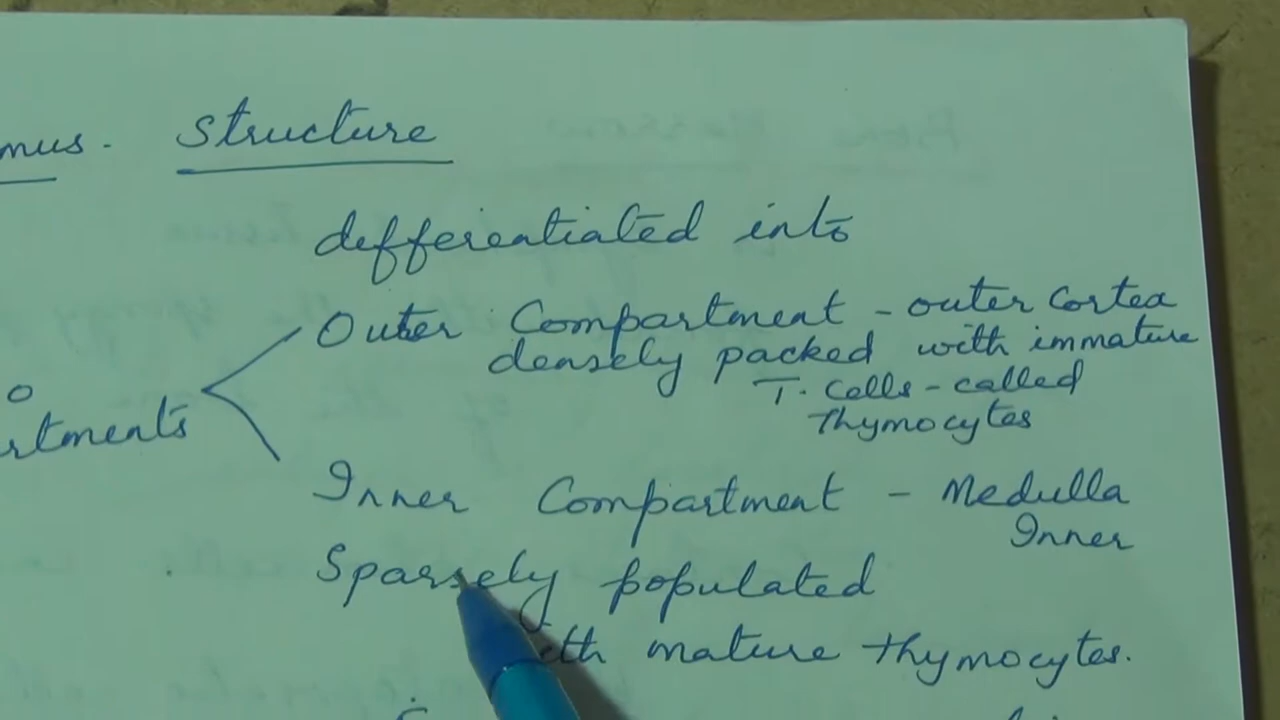 mus. Structure
defferentiated into
Outer Compartment - outer Cortex
densely packed with immature
T. Cells - called
Thymocytes
o
rtments
Inner Compartment - Medulla
Inner
Sparsely populated
mature thymocytes.